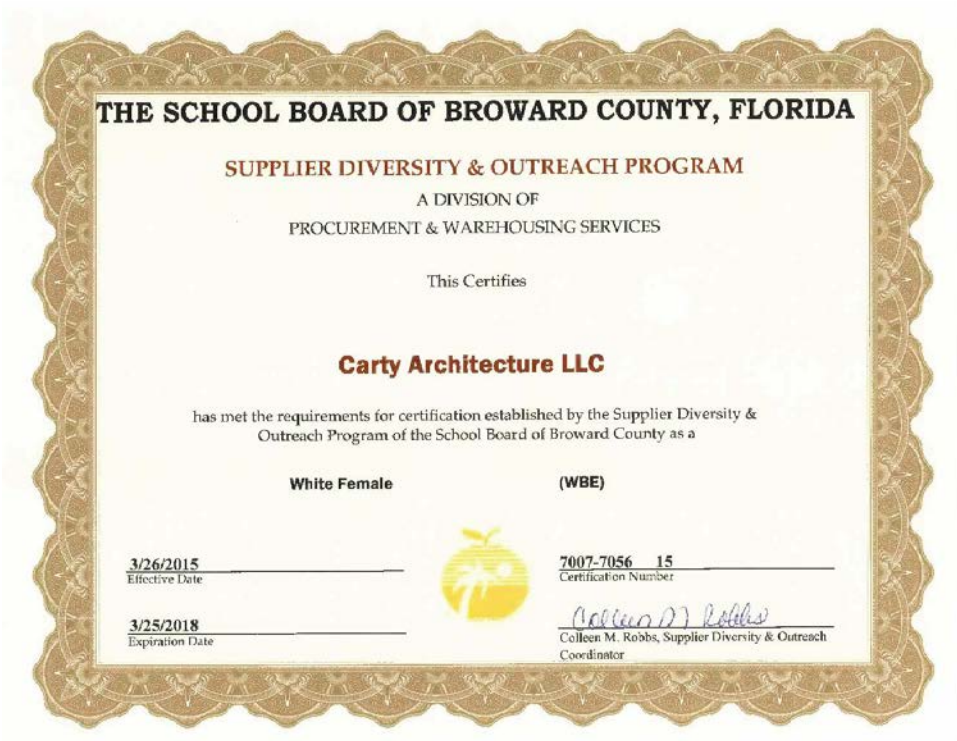 THE SCHOOL BOARD OF BROWARD COUNTY, FLORIDA
SUPPLIER DIVERSITY & OUTREACH PROGRAM
A DIVISION OF
PROCUREMENT & WAREHOUSING SERVICES
This Certifies
Carty Architecture LLC
has met the requirements for certification established by the Supplier Diversity &
Outreach Program of the School Board of Broward County as a
White Female (WBE)
3/26/2015
Effective Date
7007-7056 15
Certification Number
3/25/2018
Expiration Date
Colleen M Robbs
Colleen M. Robbs, Supplier Diversity & Outreach
Coordinator